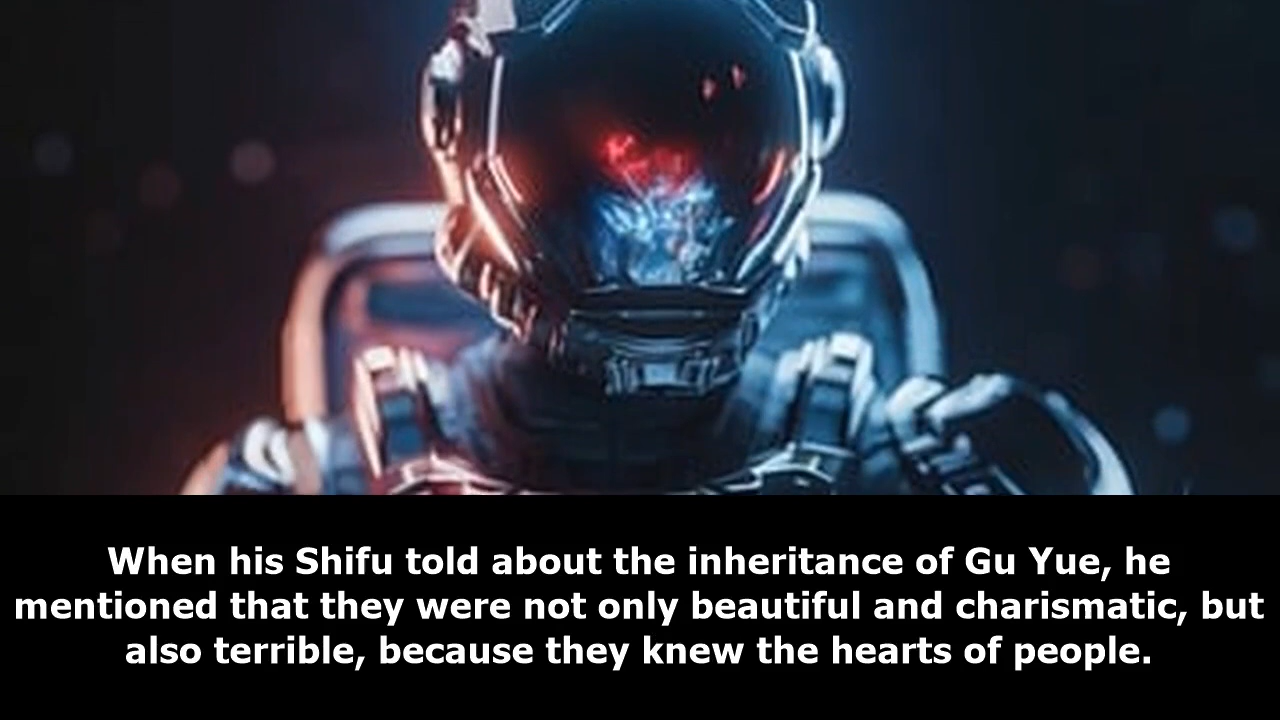 When his Shifu told about the inheritance of Gu Yue, he
mentioned that they were not only beautiful and charismatic, but
also terrible, because they knew the hearts of people.